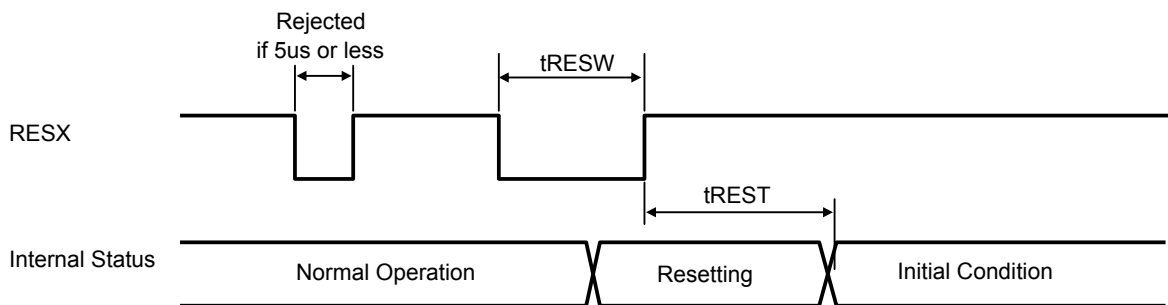 Rejected
if 5us or less
tRESW
RESX
tREST
Internal Status
Normal Operation
Resetting
Initial Condition